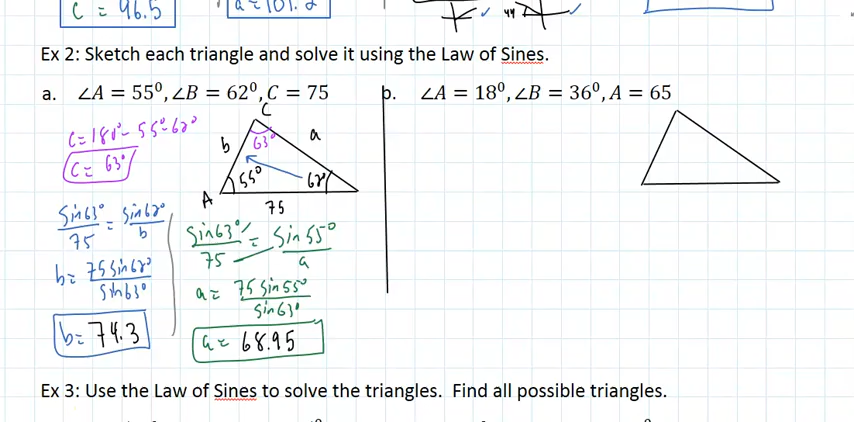 C = 96.5
a = 101.2
44
Ex 2: Sketch each triangle and solve it using the Law of Sines.
a. ∠A = 55⁰, ∠B = 62⁰, C = 75
C = 180° - 55° - 62°
C = 63°
C
b
a
63°
A
55°
62°
75
Sin63° / 75 = Sin62° / b
b = 75 Sin62° / Sin63°
b = 74.3
Sin63° / 75 = Sin55° / a
a = 75 Sin55° / Sin63°
a = 68.95
b. ∠A = 18⁰, ∠B = 36⁰, A = 65
Ex 3: Use the Law of Sines to solve the triangles. Find all possible triangles.